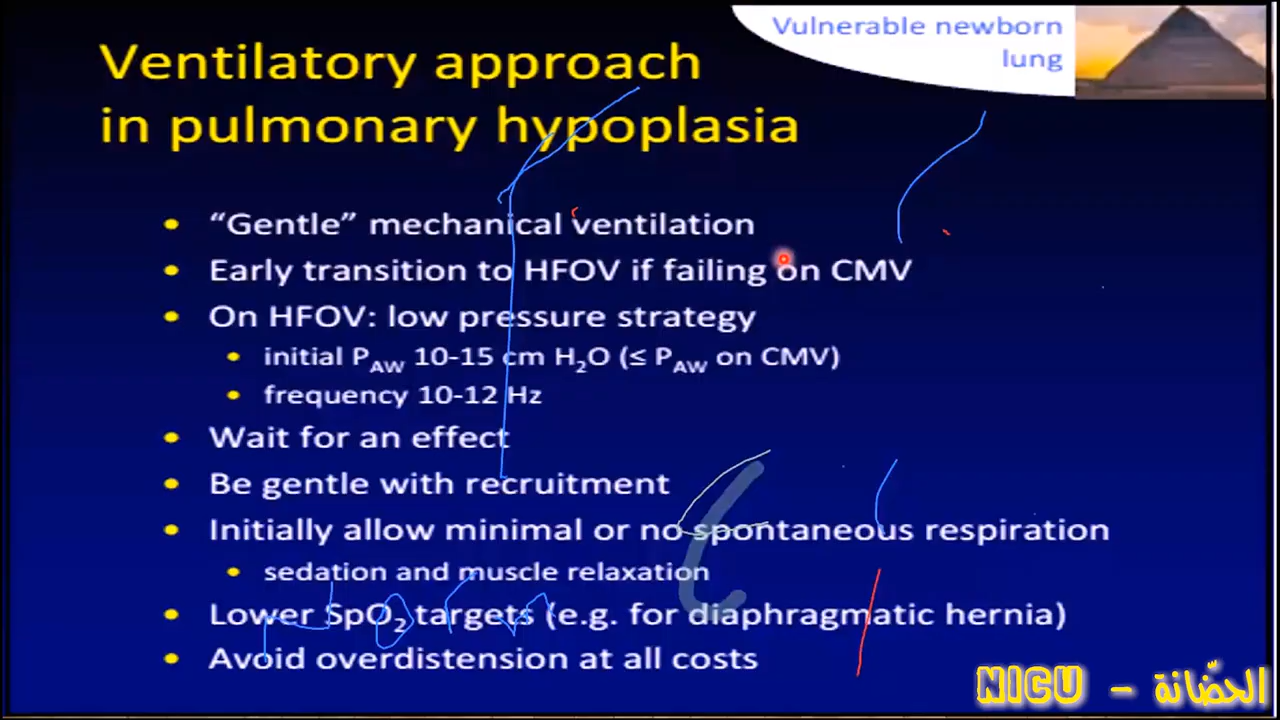 Vulnerable newborn
lung
Ventilatory approach
in pulmonary hypoplasia
• “Gentle” mechanical ventilation
• Early transition to HFOV if failing on CMV
• On HFOV: low pressure strategy
• initial P_AW 10-15 cm H₂O (≤ P_AW on CMV)
• frequency 10-12 Hz
• Wait for an effect
• Be gentle with recruitment
• Initially allow minimal or no spontaneous respiration
• sedation and muscle relaxation
• Lower SpO₂ targets (e.g. for diaphragmatic hernia)
• Avoid overdistension at all costs
NICU - الحضّانة